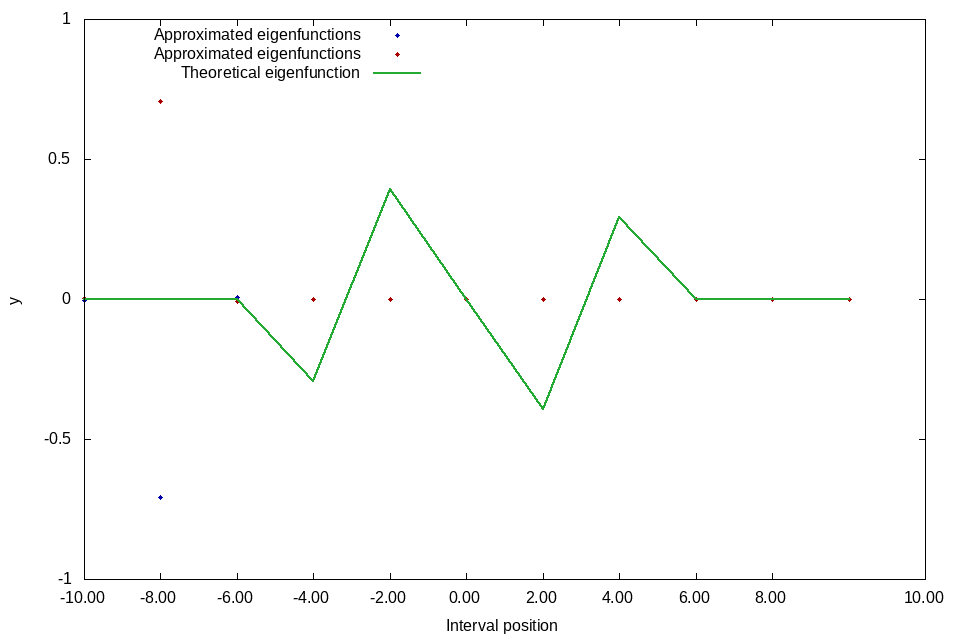 Approximated eigenfunctions
Approximated eigenfunctions
Theoretical eigenfunction
1
0.5
0
-0.5
-1
y
-10.00 -8.00 -6.00 -4.00 -2.00 0.00 2.00 4.00 6.00 8.00 10.00
Interval position